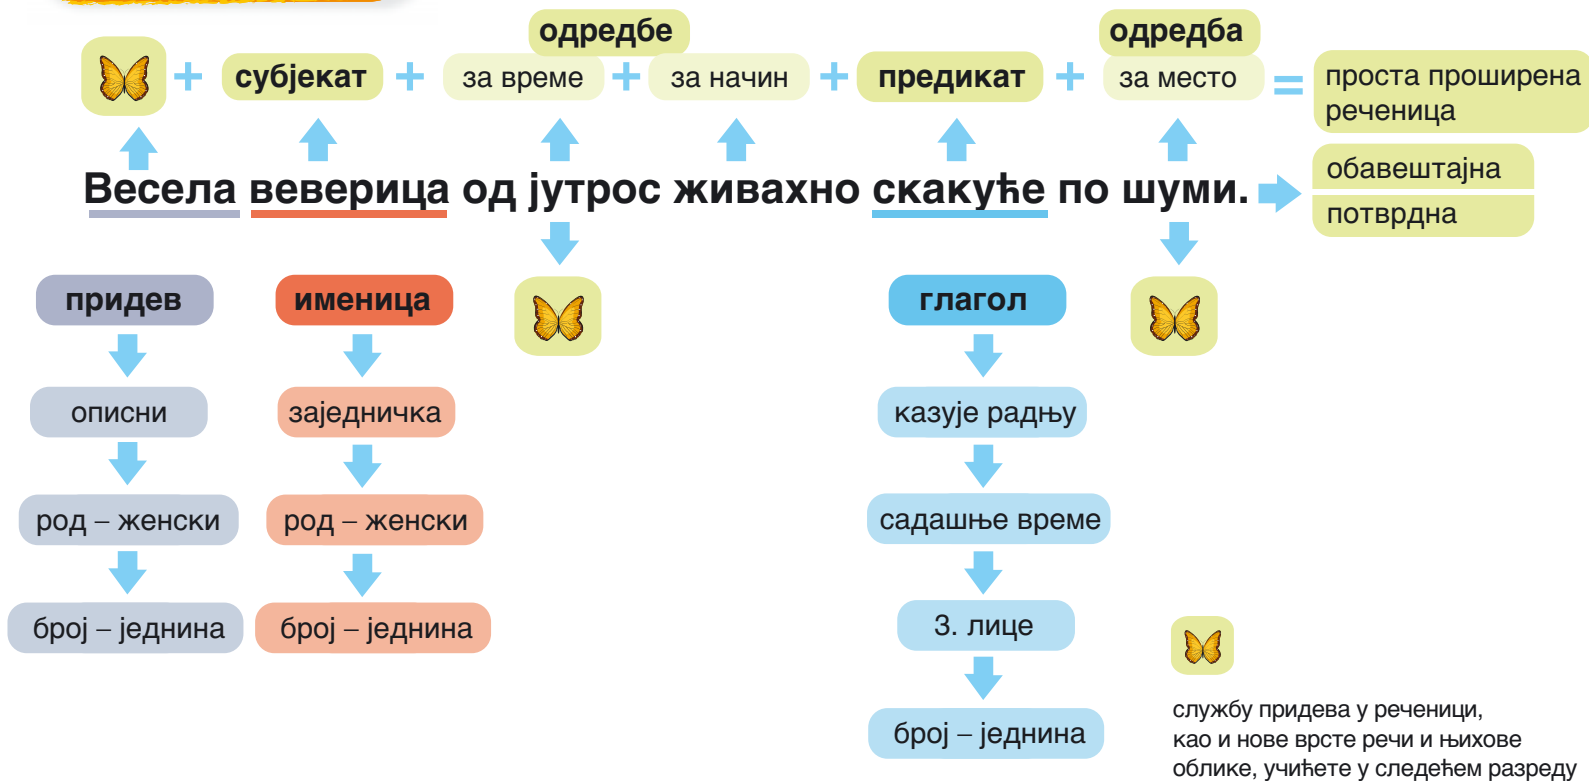 одредбе одредба
субјекат + за време + за начин + предикат + за место = проста проширена
реченица
Весела веверица од јутрос живахно скакуће по шуми.
обавештајна
потврдна
придев именица глагол
описни заједничка казује радњу
род – женски род – женски садашње време
број – једнина број – једнина 3. лице
број – једнина
службу придева у реченици,
као и нове врсте речи и њихове
облике, учићете у следећем разреду